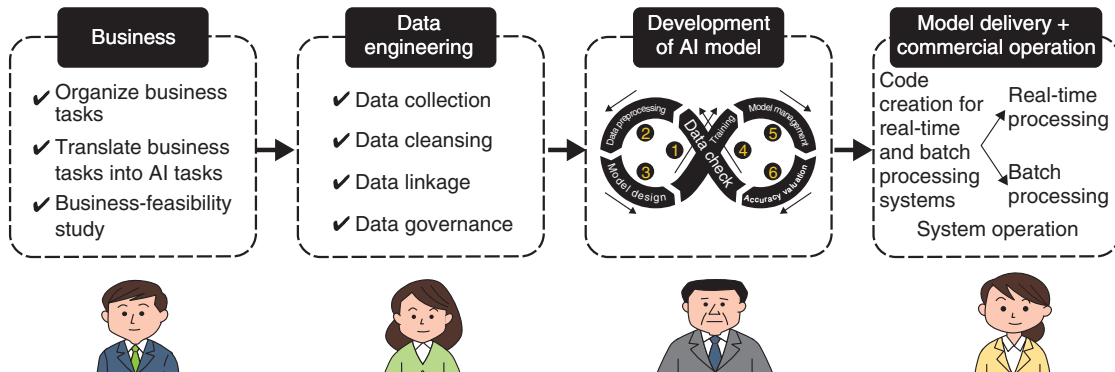 Business
✔ Organize business
tasks
✔ Translate business
tasks into AI tasks
✔ Business-feasibility
study
Data
engineering
✔ Data collection
✔ Data cleansing
✔ Data linkage
✔ Data governance
Development
of AI model
1
Data check
2
Data preprocessing
3
Model design
4
Training
5
Model management
6
Accuracy valuation
Model delivery +
commercial operation
Code
creation for
real-time
and batch
processing
systems
Real-time
processing
Batch
processing
System operation